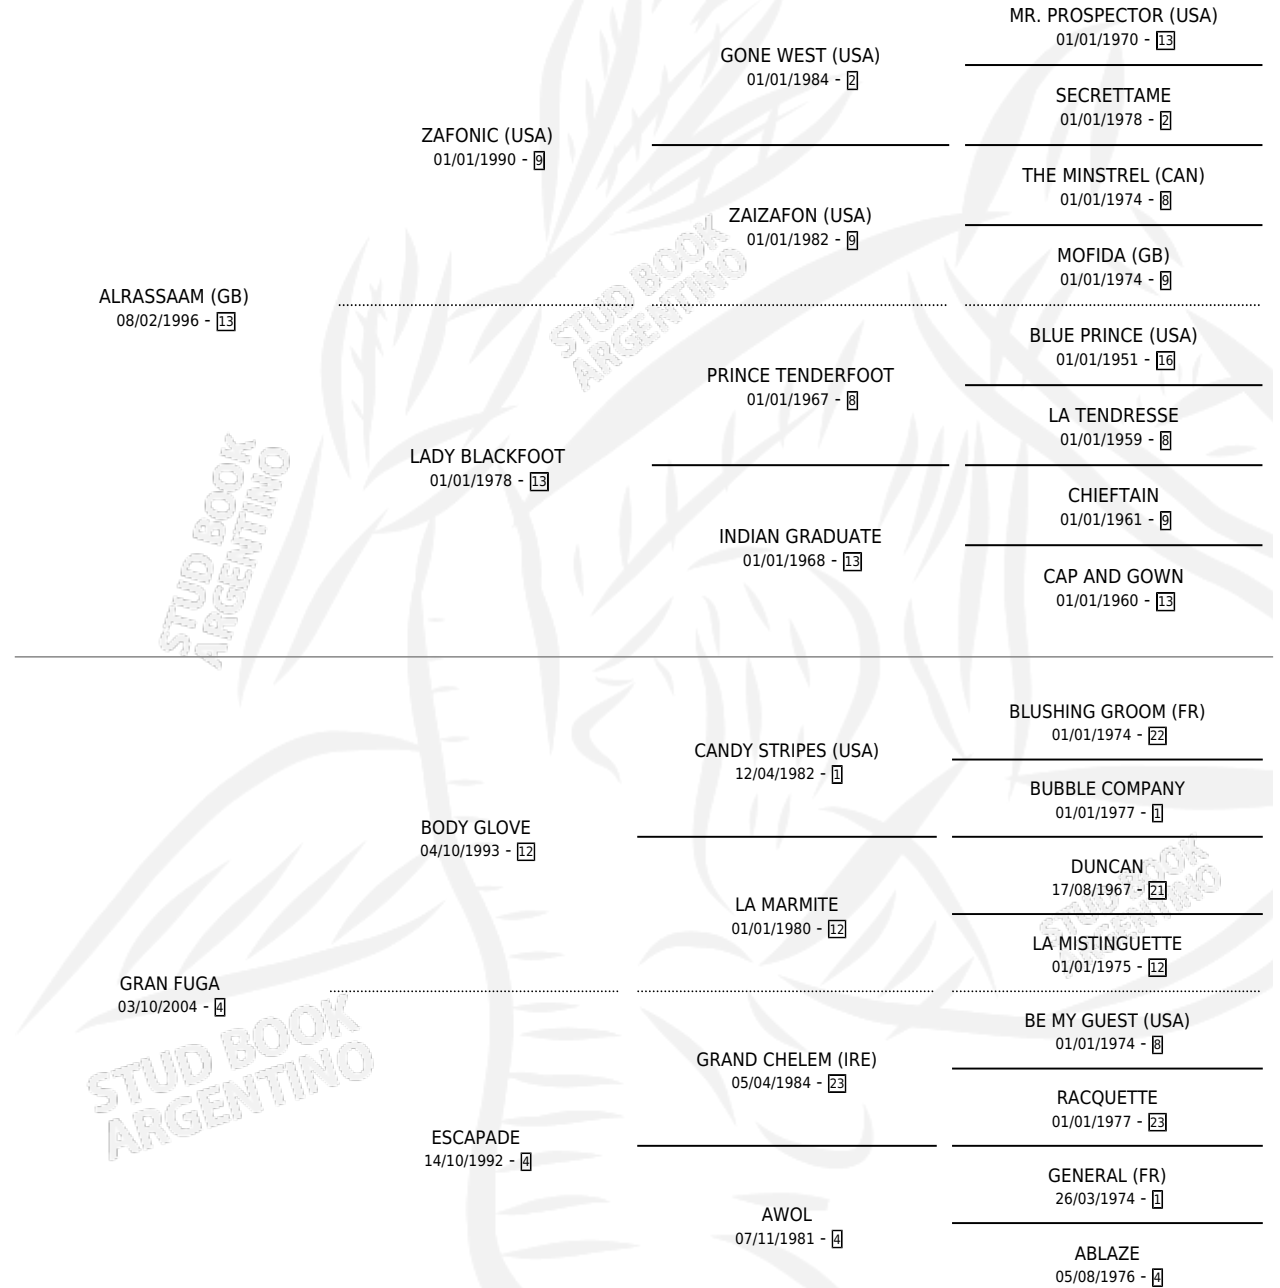 MR. PROSPECTOR (USA)
01/01/1970 - 13
GONE WEST (USA)
01/01/1984 - 2
SECRETTAME
01/01/1978 - 2
ZAFONIC (USA)
01/01/1990 - 9
THE MINSTREL (CAN)
01/01/1974 - 8
ZAIZAFON (USA)
01/01/1982 - 9
MOFIDA (GB)
01/01/1974 - 9
ALRASSAAM (GB)
08/02/1996 - 13
STUD BOOK
ARGENTINO
BLUE PRINCE (USA)
01/01/1951 - 16
PRINCE TENDERFOOT
01/01/1967 - 8
LA TENDRESSE
01/01/1959 - 8
LADY BLACKFOOT
01/01/1978 - 13
CHIEFTAIN
01/01/1961 - 9
INDIAN GRADUATE
01/01/1968 - 13
CAP AND GOWN
01/01/1960 - 13
STUD BOOK
ARGENTINO
BLUSHING GROOM (FR)
01/01/1974 - 22
CANDY STRIPES (USA)
12/04/1982 - 1
BUBBLE COMPANY
01/01/1977 - 1
BODY GLOVE
04/10/1993 - 12
DUNCAN
17/08/1967 - 21
LA MARMITE
01/01/1980 - 12
LA MISTINGUETTE
01/01/1975 - 12
STUD BOOK
ARGENTINO
GRAN FUGA
03/10/2004 - 4
BE MY GUEST (USA)
01/01/1974 - 8
GRAND CHELEM (IRE)
05/04/1984 - 23
RACQUETTE
01/01/1977 - 23
STUD BOOK
ARGENTINO
ESCAPADE
14/10/1992 - 4
GENERAL (FR)
26/03/1974 - 1
AWOL
07/11/1981 - 4
ABLAZE
05/08/1976 - 4